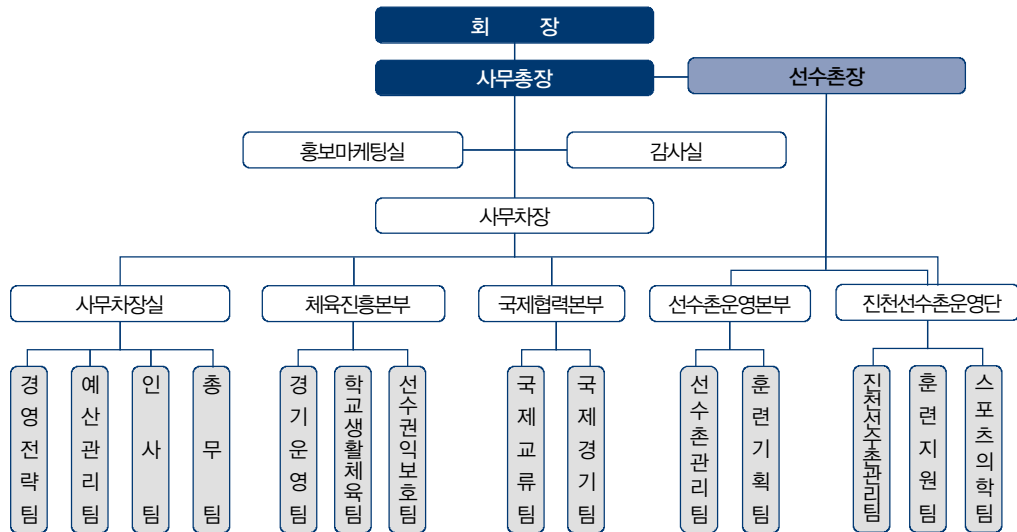 회 장
사무총장
선수촌장
홍보마케팅실
감사실
사무차장
사무차장실
체육진흥본부
국제협력본부
선수촌운영본부
진천선수촌운영단
경영전략팀
예산관리팀
인사팀
총무팀
경기운영팀
학교생활체육팀
선수권익보호팀
국제교류팀
국제경기팀
선수촌관리팀
훈련기획팀
진천선수촌관리팀
훈련지원팀
스포츠의학팀